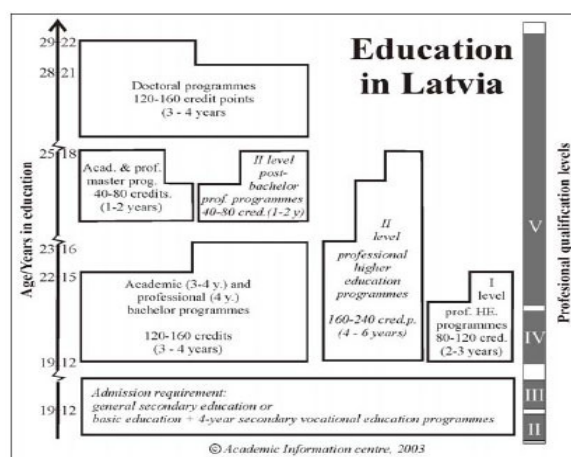 Education
in Latvia
29 22
28 21
Doctoral programmes
120-160 credit points
(3 - 4 years
25 18
Acad. & prof.
master prog.
40-80 credits.
(1-2 years)
II level
post-
bachelor
prof. programmes
40-80 cred.(1-2 y)
23 16
22 15
Academic (3-4 y.) and
professional (4 y.)
bachelor programmes
120-160 credits
(3 - 4 years)
19 12
II
level
professional
higher
education
programmes
160-240 cred.p.
(4 - 6 years)
I
level
prof. HE.
programmes
80-120 cred.
(2-3 years)
19 12
Admission requirement:
general secondary education or
basic education + 4-year secondary vocational education programmes
© Academic Information centre, 2003
Age/Years in education
V
IV
III
II
Profesional qualification levels